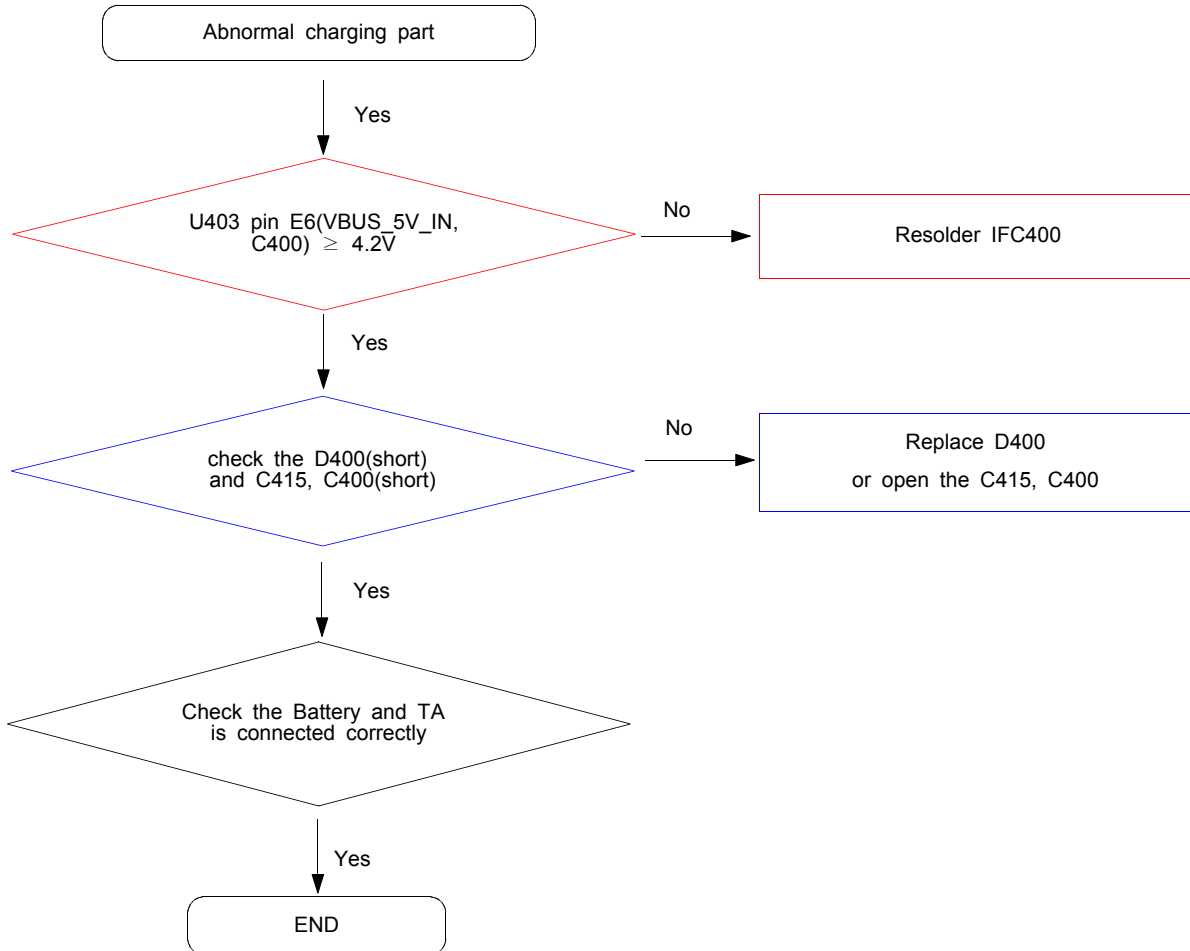 Abnormal charging part
Yes
U403 pin E6(VBUS_5V_IN,
C400) ≥ 4.2V
No
Resolder IFC400
Yes
check the D400(short)
and C415, C400(short)
No
Replace D400
or open the C415, C400
Yes
Check the Battery and TA
is connected correctly
Yes
END